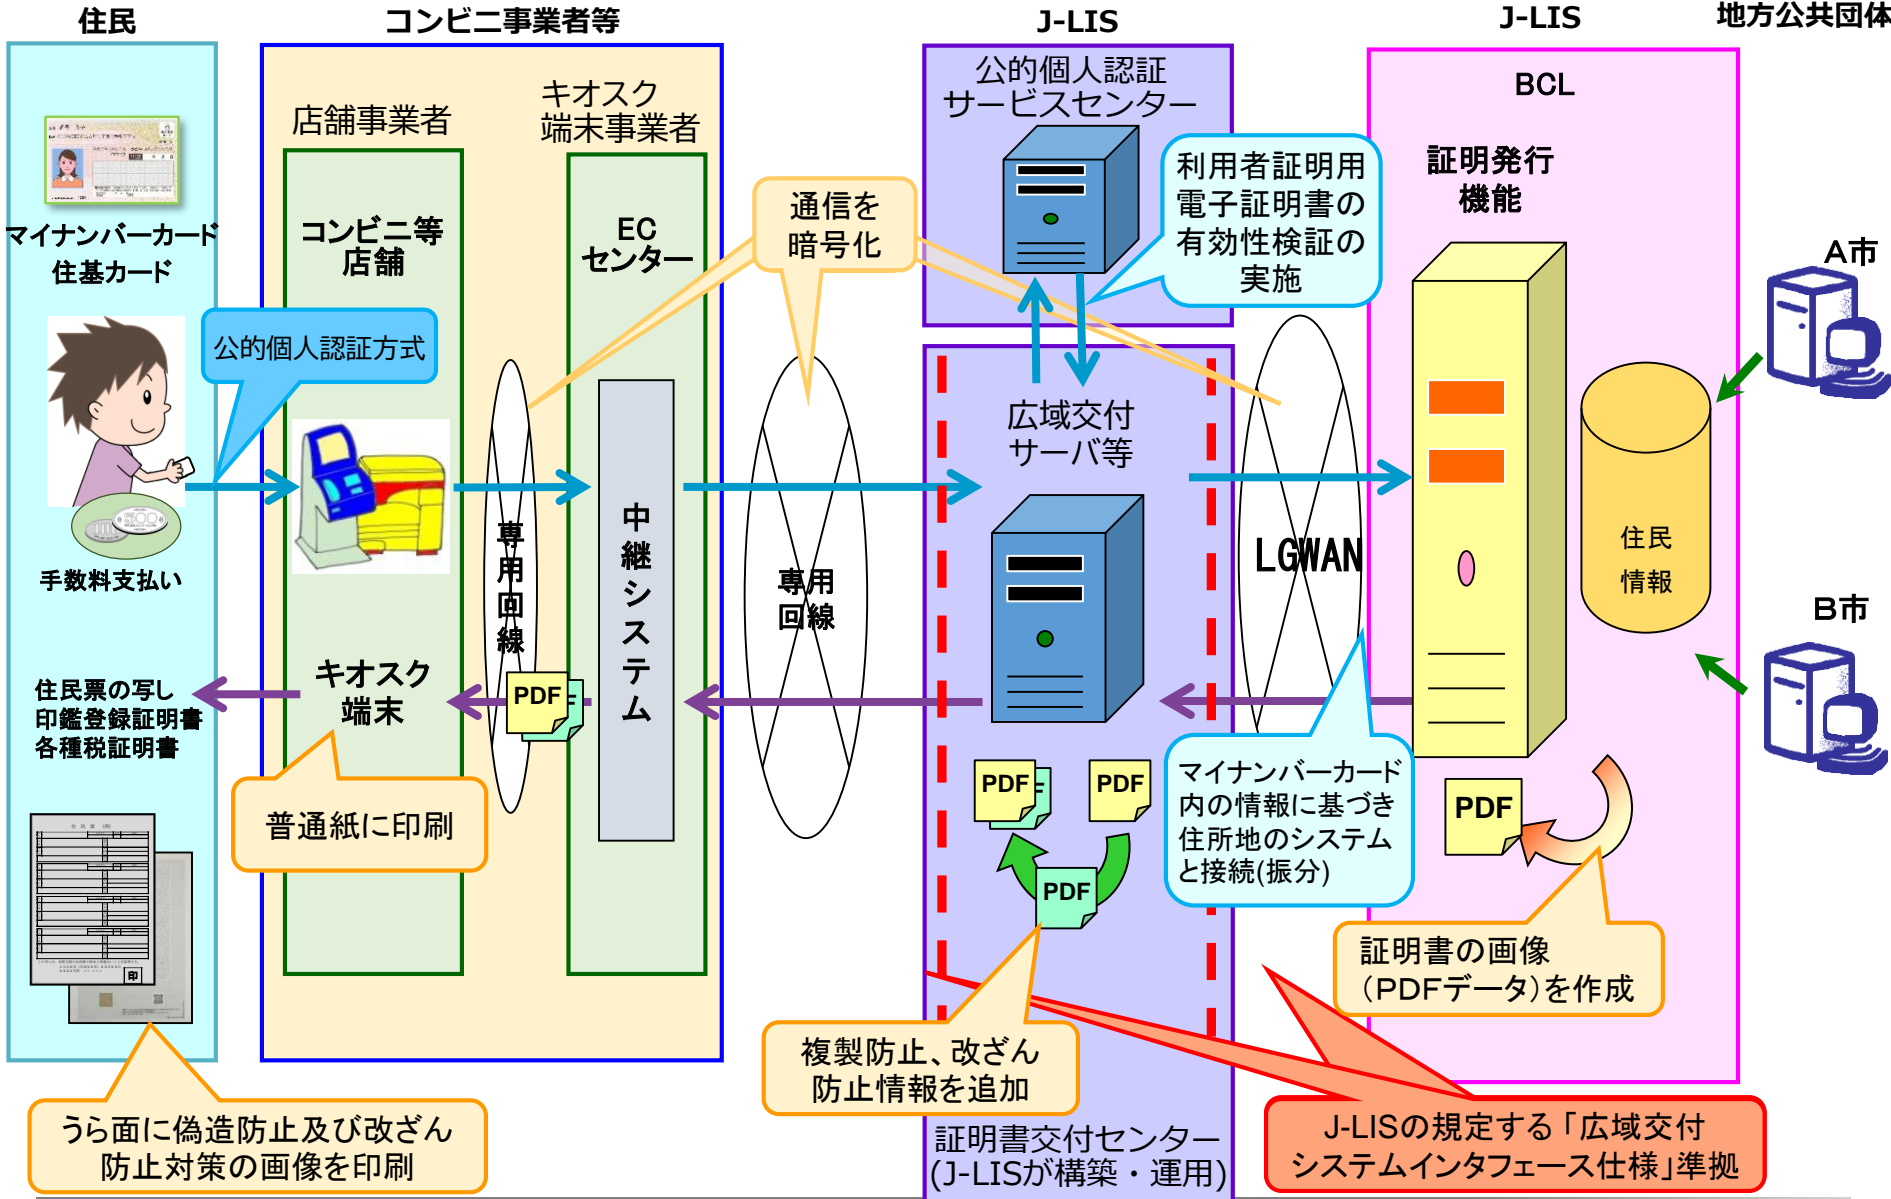 住民
コンビニ事業者等
J-LIS
J-LIS
地方公共団体
マイナンバーカード
住基カード
公的個人認証方式
手数料支払い
住民票の写し
印鑑登録証明書
各種税証明書
住 民 票 (例)
印
うら面に偽造防止及び改ざん
防止対策の画像を印刷
店舗事業者
コンビニ等
店舗
キオスク
端末
普通紙に印刷
専
用
回
線
PDF
キオスク
端末事業者
EC
センター
中
継
シ
ス
テ
ム
通信を
暗号化
専用
回線
公的個人認証
サービスセンター
利用者証明用
電子証明書の
有効性検証の
実施
広域交付
サーバ等
PDF
PDF
PDF
複製防止、改ざん
防止情報を追加
証明書交付センター
(J-LISが構築・運用)
LGWAN
マイナンバーカード
内の情報に基づき
住所地のシステム
と接続(振分)
BCL
証明発行
機能
住民
情報
PDF
証明書の画像
(PDFデータ)を作成
J-LISの規定する「広域交付
システムインタフェース仕様」準拠
A市
B市